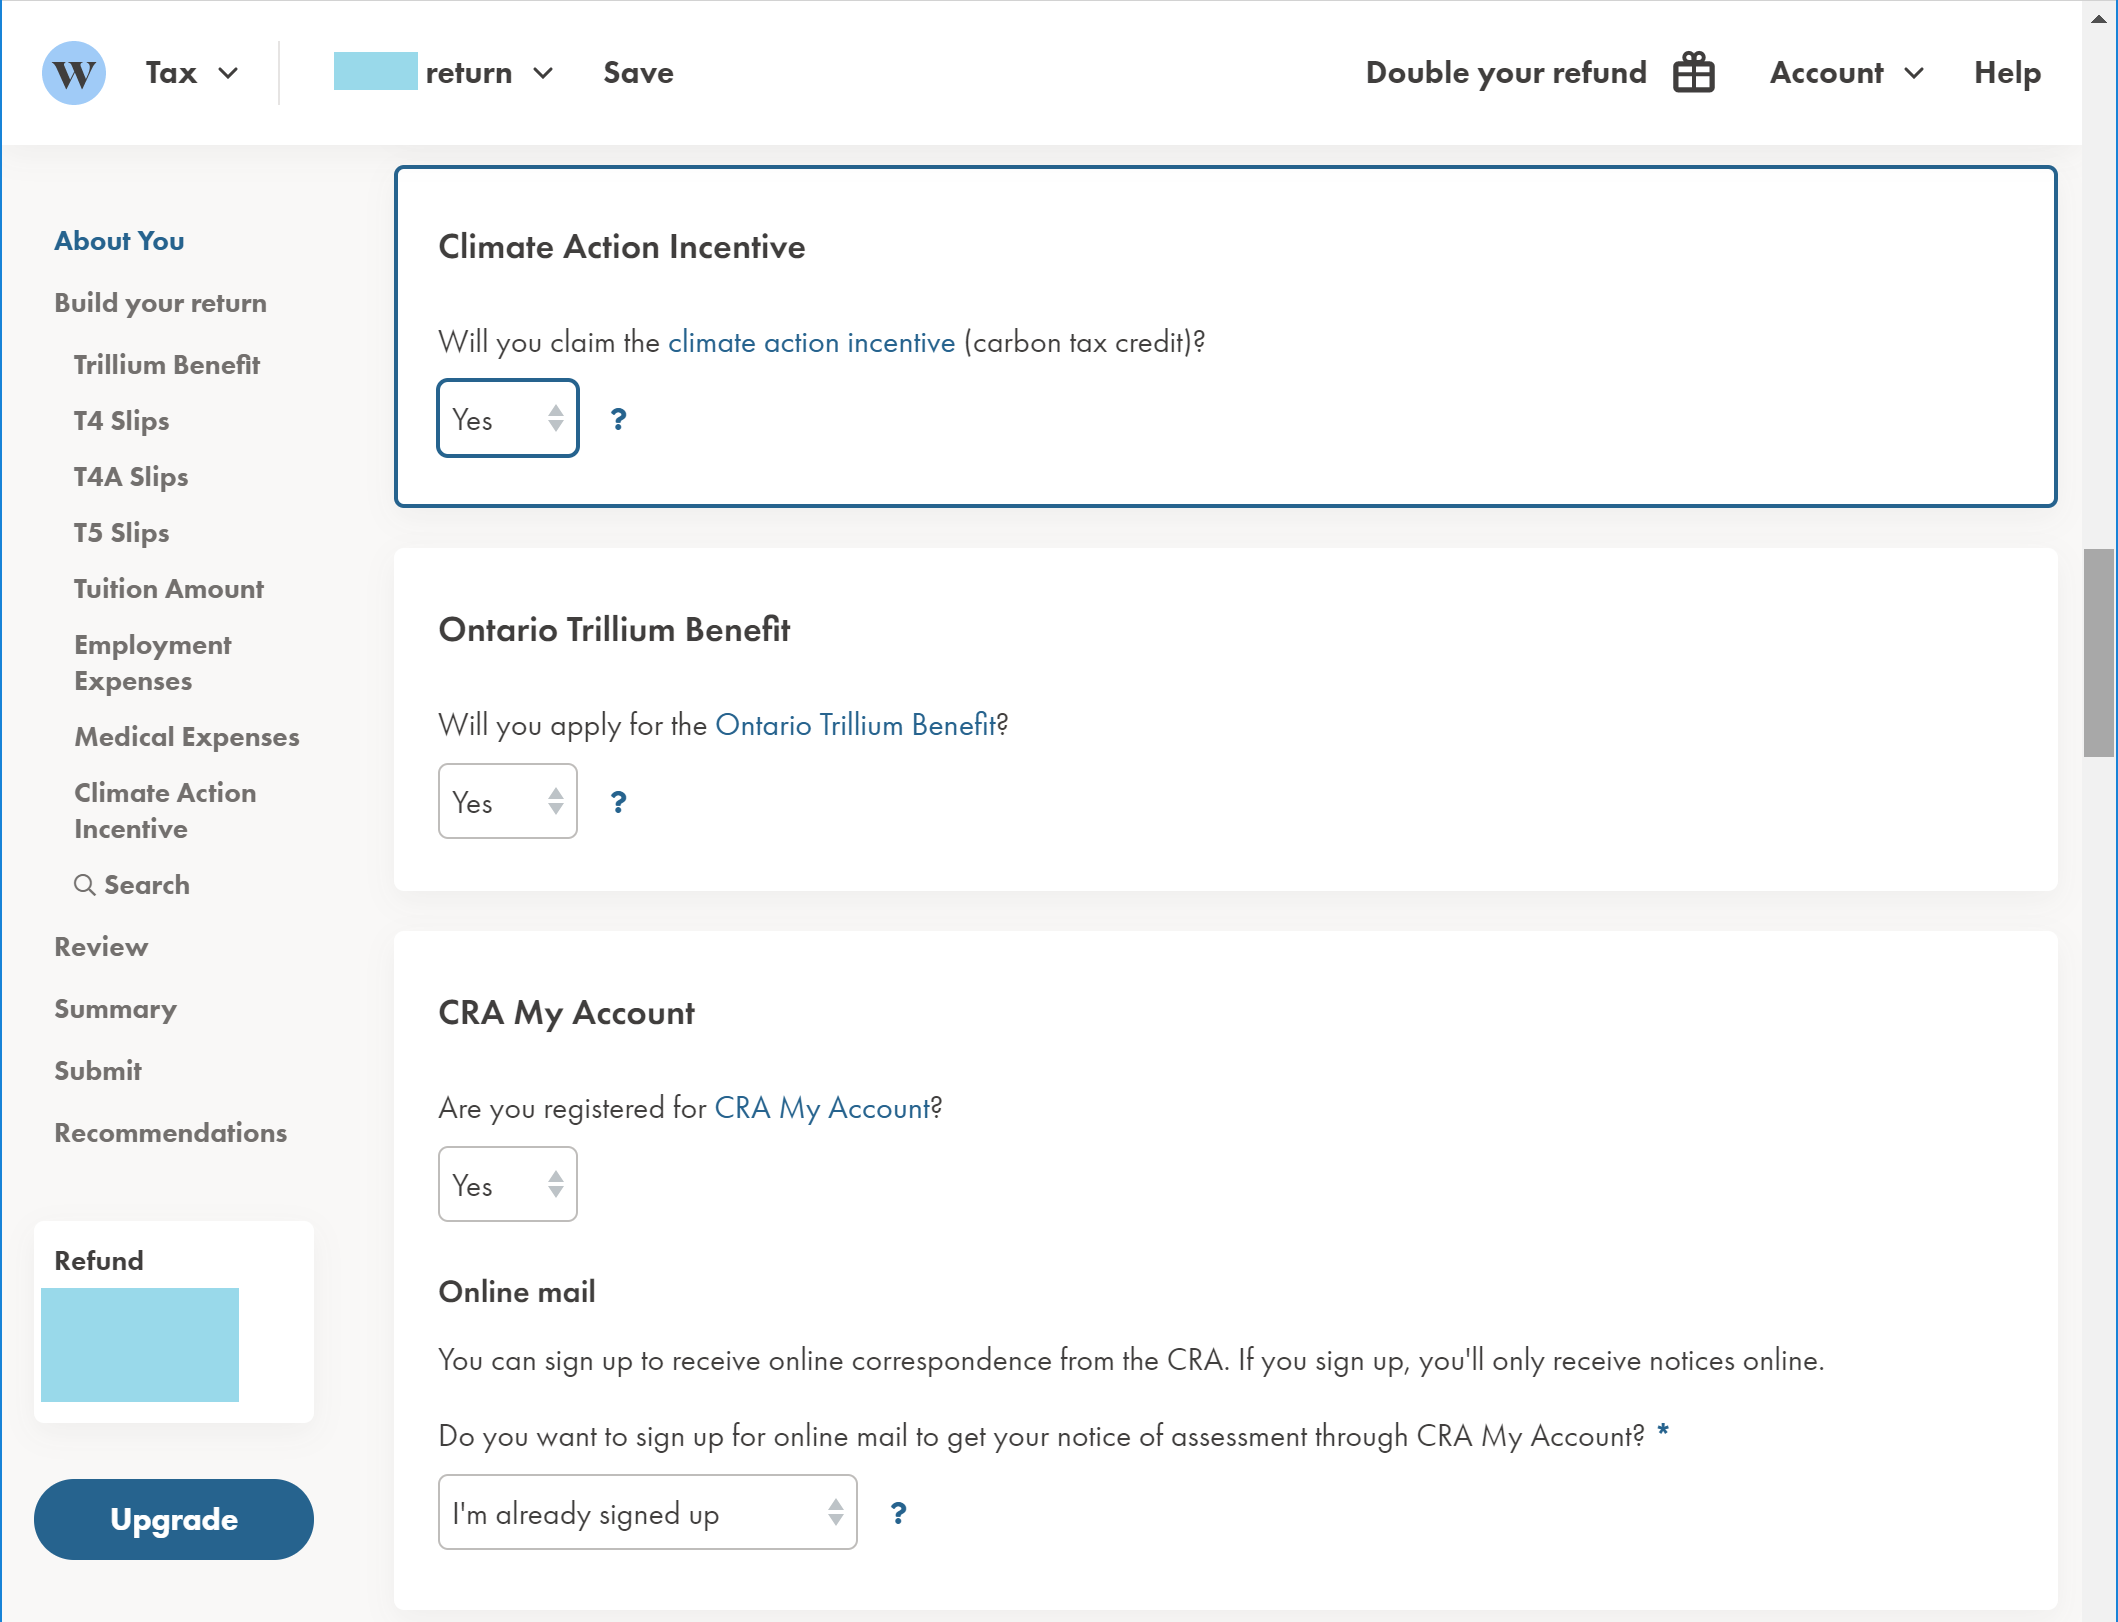 W Tax return Save Double your refund Account Help
About You
Build your return
Trillium Benefit
T4 Slips
T4A Slips
T5 Slips
Tuition Amount
Employment
Expenses
Medical Expenses
Climate Action
Incentive
Search
Review
Summary
Submit
Recommendations
Refund
Upgrade
Climate Action Incentive
Will you claim the climate action incentive (carbon tax credit)?
Yes ?
Ontario Trillium Benefit
Will you apply for the Ontario Trillium Benefit?
Yes ?
CRA My Account
Are you registered for CRA My Account?
Yes
Online mail
You can sign up to receive online correspondence from the CRA. If you sign up, you'll only receive notices online.
Do you want to sign up for online mail to get your notice of assessment through CRA My Account? *
I'm already signed up ?